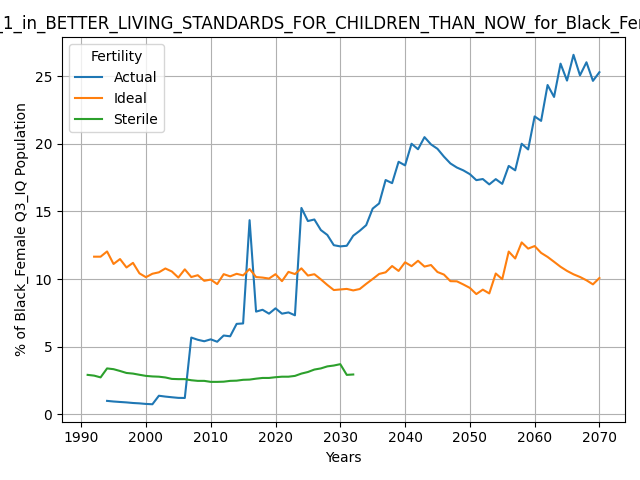 _1_in_BETTER_LIVING_STANDARDS_FOR_CHILDREN_THAN_NOW_for_Black_Fe
Fertility
Actual
Ideal
Sterile
% of Black_Female Q3_IQ Population
25
20
15
10
5
0
1990 2000 2010 2020 2030 2040 2050 2060 2070
Years